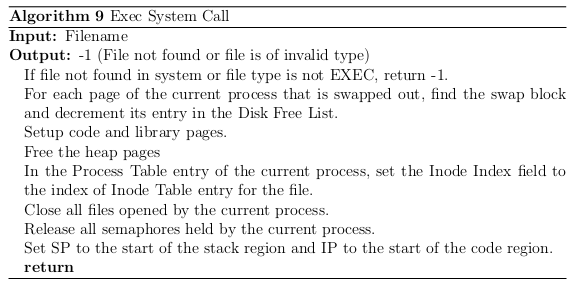 Algorithm 9 Exec System Call
Input: Filename
Output: -1 (File not found or file is of invalid type)
If file not found in system or file type is not EXEC, return -1.
For each page of the current process that is swapped out, find the swap block
and decrement its entry in the Disk Free List.
Setup code and library pages.
Free the heap pages
In the Process Table entry of the current process, set the Inode Index field to
the index of Inode Table entry for the file.
Close all files opened by the current process.
Release all semaphores held by the current process.
Set SP to the start of the stack region and IP to the start of the code region.
return